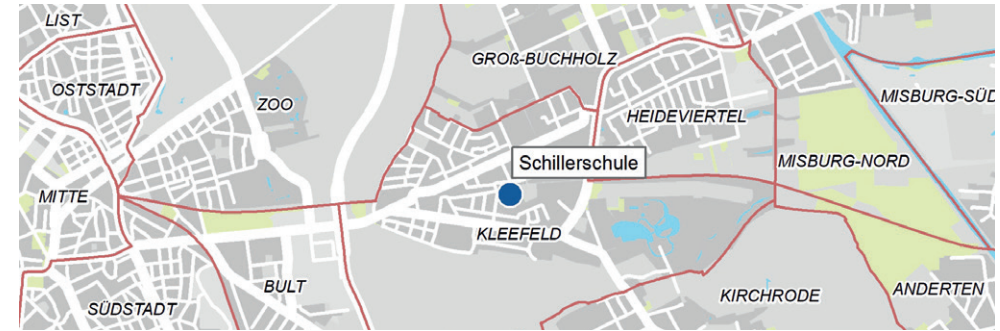 LIST
GROß-BUCHHOLZ
OSTSTADT
ZOO
MISBURG-SÜD
HEIDEVIERTEL
Schillerschule
MISBURG-NORD
MITTE
KLEEFELD
BULT
KIRCHRODE
ANDERTEN
SÜDSTADT